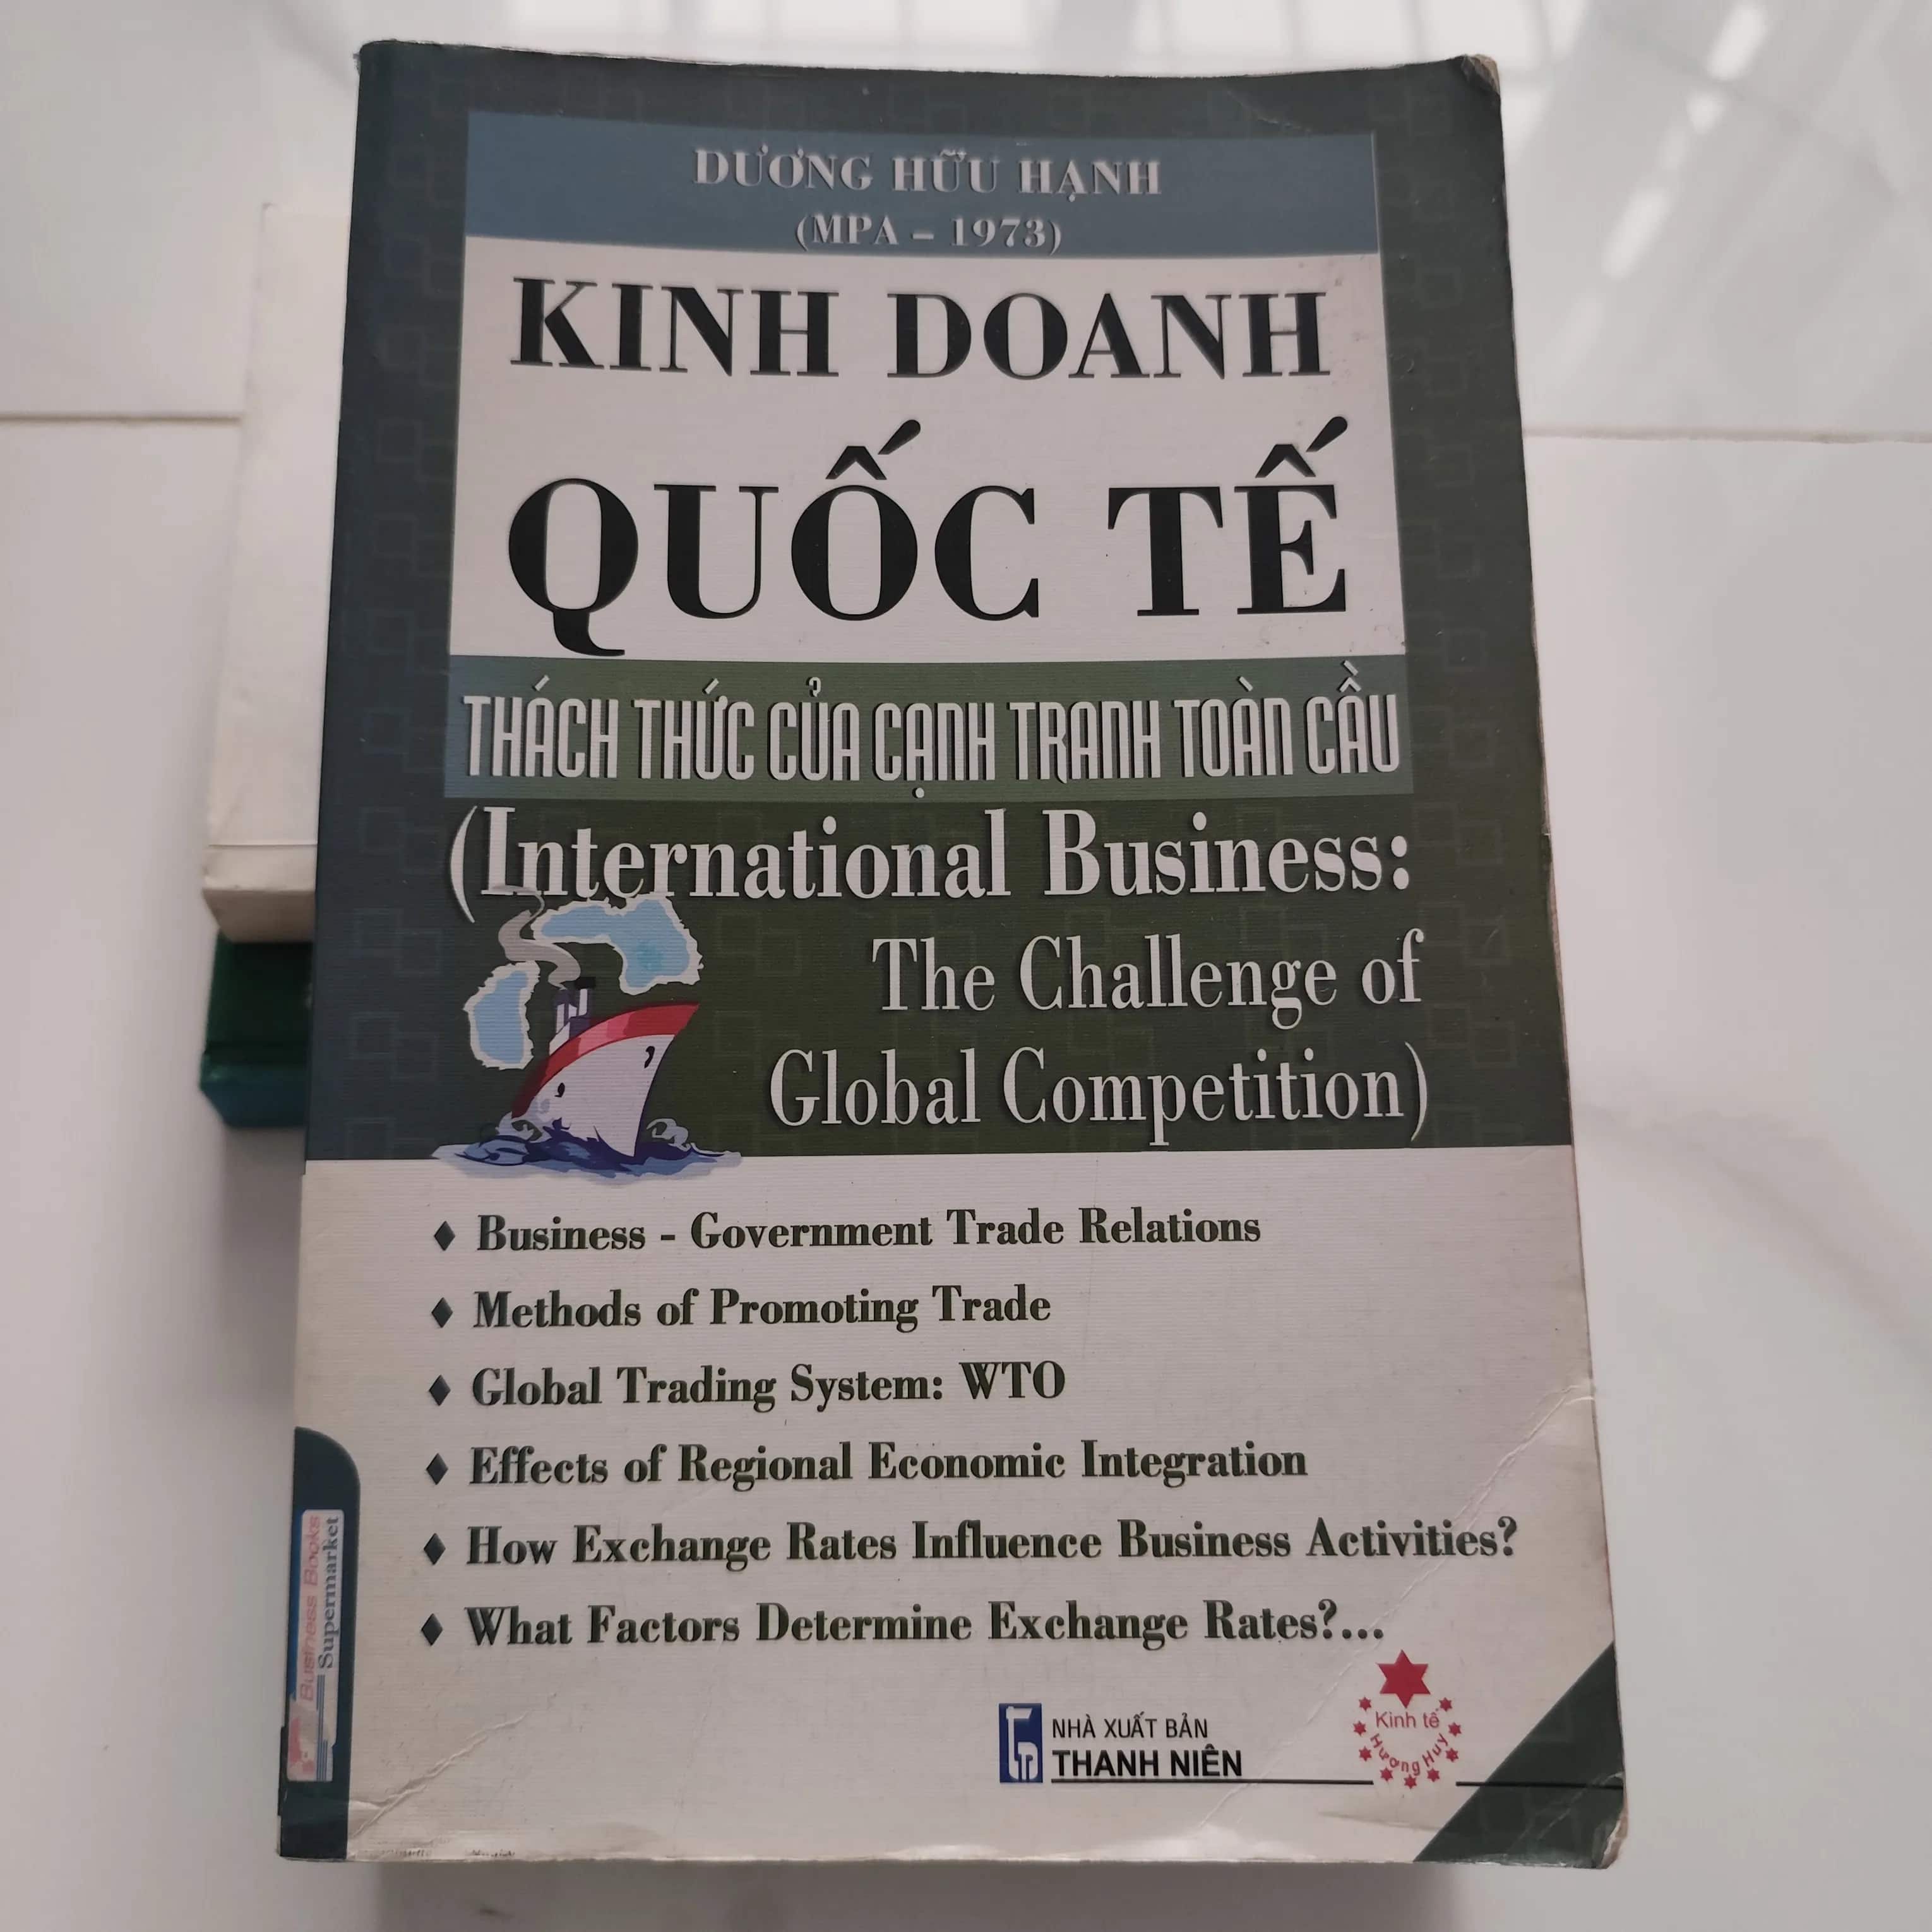 DƯƠNG HỮU HẠNH
(MPA – 1973)
KINH DOANH
QUỐC TẾ
THÁCH THỨC CỦA CẠNH TRANH TOÀN CẦU
(International Business:
The Challenge of
Global Competition)
♦ Business - Government Trade Relations
♦ Methods of Promoting Trade
♦ Global Trading System: WTO
♦ Effects of Regional Economic Integration
♦ How Exchange Rates Influence Business Activities?
♦ What Factors Determine Exchange Rates?...
Business Books
Supermarket
NHÀ XUẤT BẢN
THANH NIÊN
Kinh tế
Hương Huy